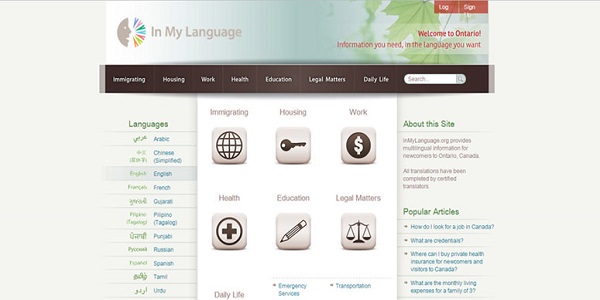 Log Sign
In My Language
Welcome to Ontario!
Information you need, in the language you want
Immigrating Housing Work Health Education Legal Matters Daily Life Search...
Languages
عربي Arabic
中文 Chinese
(简体中) (Simplified)
English English
Français French
ગુજરાતી Gujarati
Pilipino Pilipino
(Tagalog) (Tagalog)
ਪੰਜਾਬੀ Punjabi
Русский Russian
Español Spanish
தமிழ் Tamil
اردو Urdu
Immigrating Housing Work
$
Health Education Legal Matters
Daily Life
Emergency
Services
Transportation
About this Site
InMyLanguage.org provides
multilingual information for
newcomers to Ontario, Canada.
All translations have been
completed by certified
translators.
Popular Articles
How do I look for a job in Canada?
What are credentials?
Where can I buy private health
insurance for newcomers and
visitors to Canada?
What are the monthly living
expenses for a family of 3?